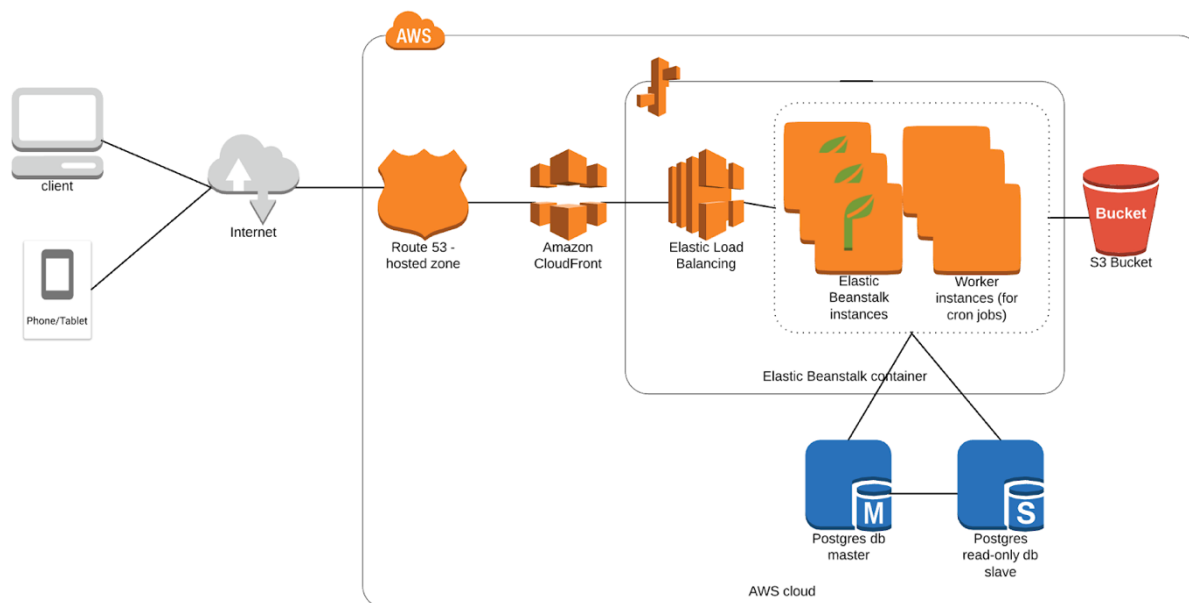 AWS
client
Internet
Phone/Tablet
Route 53 -
hosted zone
Amazon
CloudFront
Elastic Load
Balancing
Elastic
Beanstalk
instances
Worker
instances (for
cron jobs)
Bucket
S3 Bucket
Elastic Beanstalk container
M
Postgres db
master
S
Postgres
read-only db
slave
AWS cloud